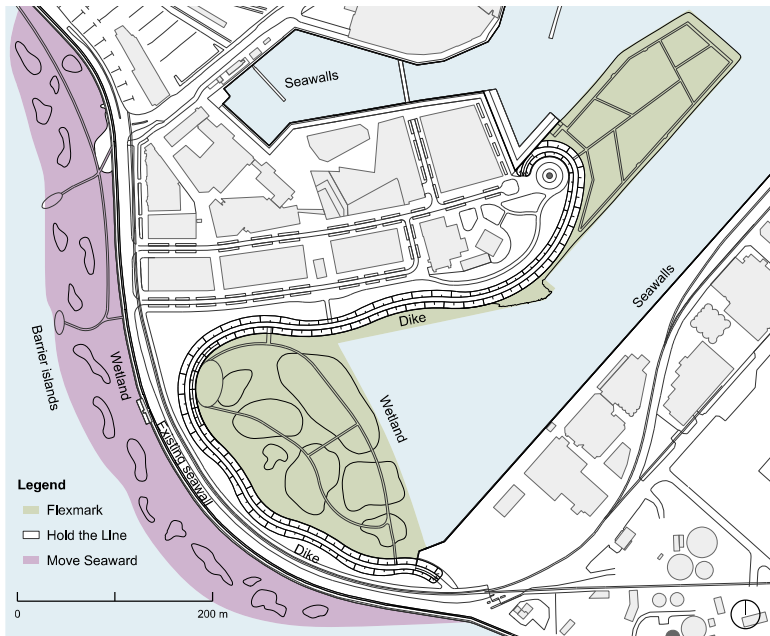 Seawalls
Seawalls
Dike
Barrier islands
Wetland
Wetland
Existing seawall
Dike
Legend
Flexmark
Hold the LIne
Move Seaward
0
200 m